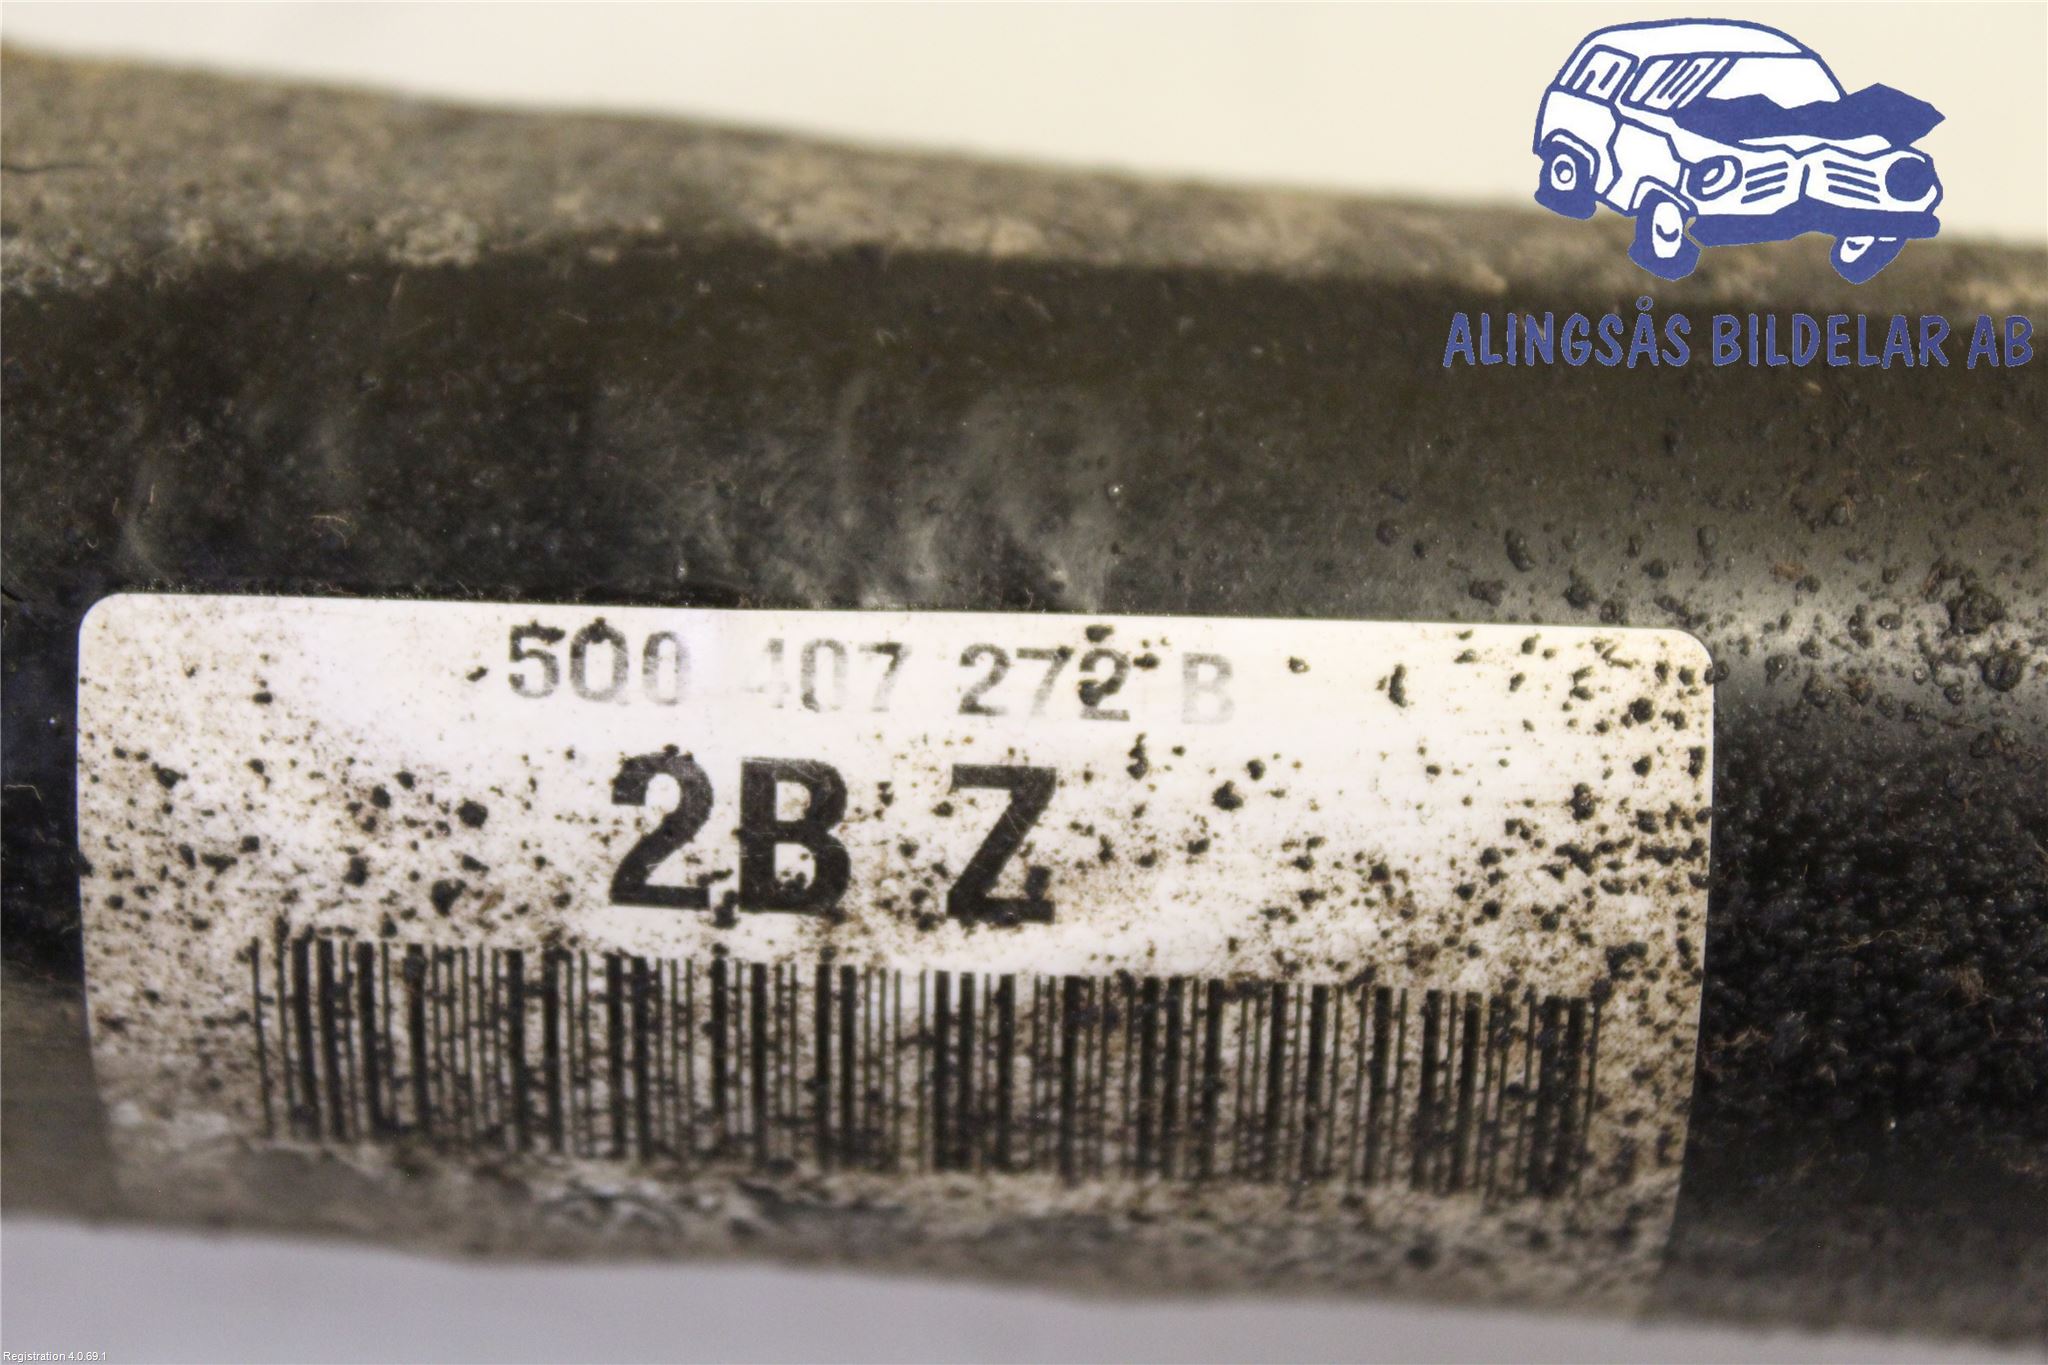 ALINGSÅS BILDELAR AB
5Q0 407 272 B
2B Z
Registration 4.0.69.1